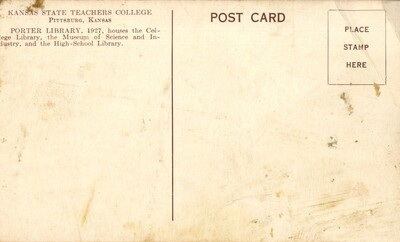 KANSAS STATE TEACHERS COLLEGE
PITTSBURG, KANSAS
PORTER LIBRARY, 1927, houses the Col-
ege Library, the Museum of Science and In-
dustry, and the High-School Library.
POST CARD
PLACE
STAMP
HERE